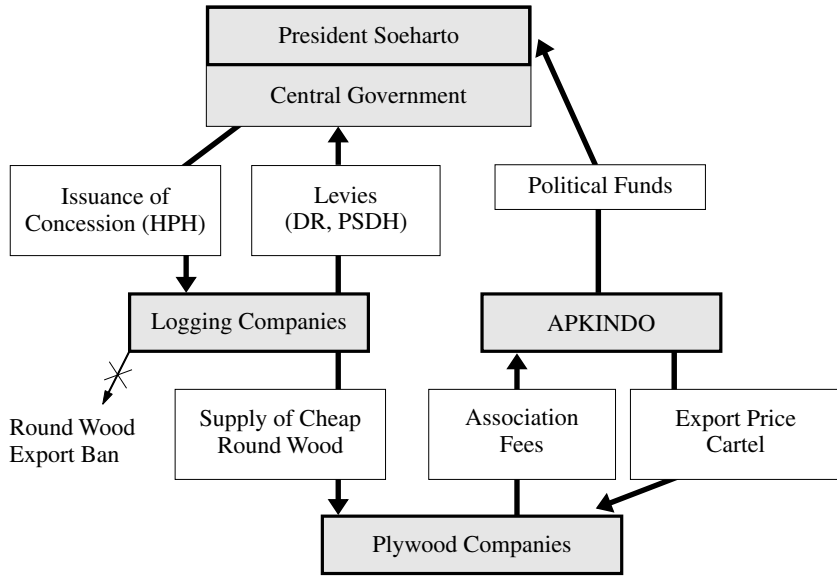 President Soeharto
Central Government
Issuance of
Concession (HPH)
Levies
(DR, PSDH)
Political Funds
Logging Companies
APKINDO
Round Wood
Export Ban
Supply of Cheap
Round Wood
Association
Fees
Export Price
Cartel
Plywood Companies